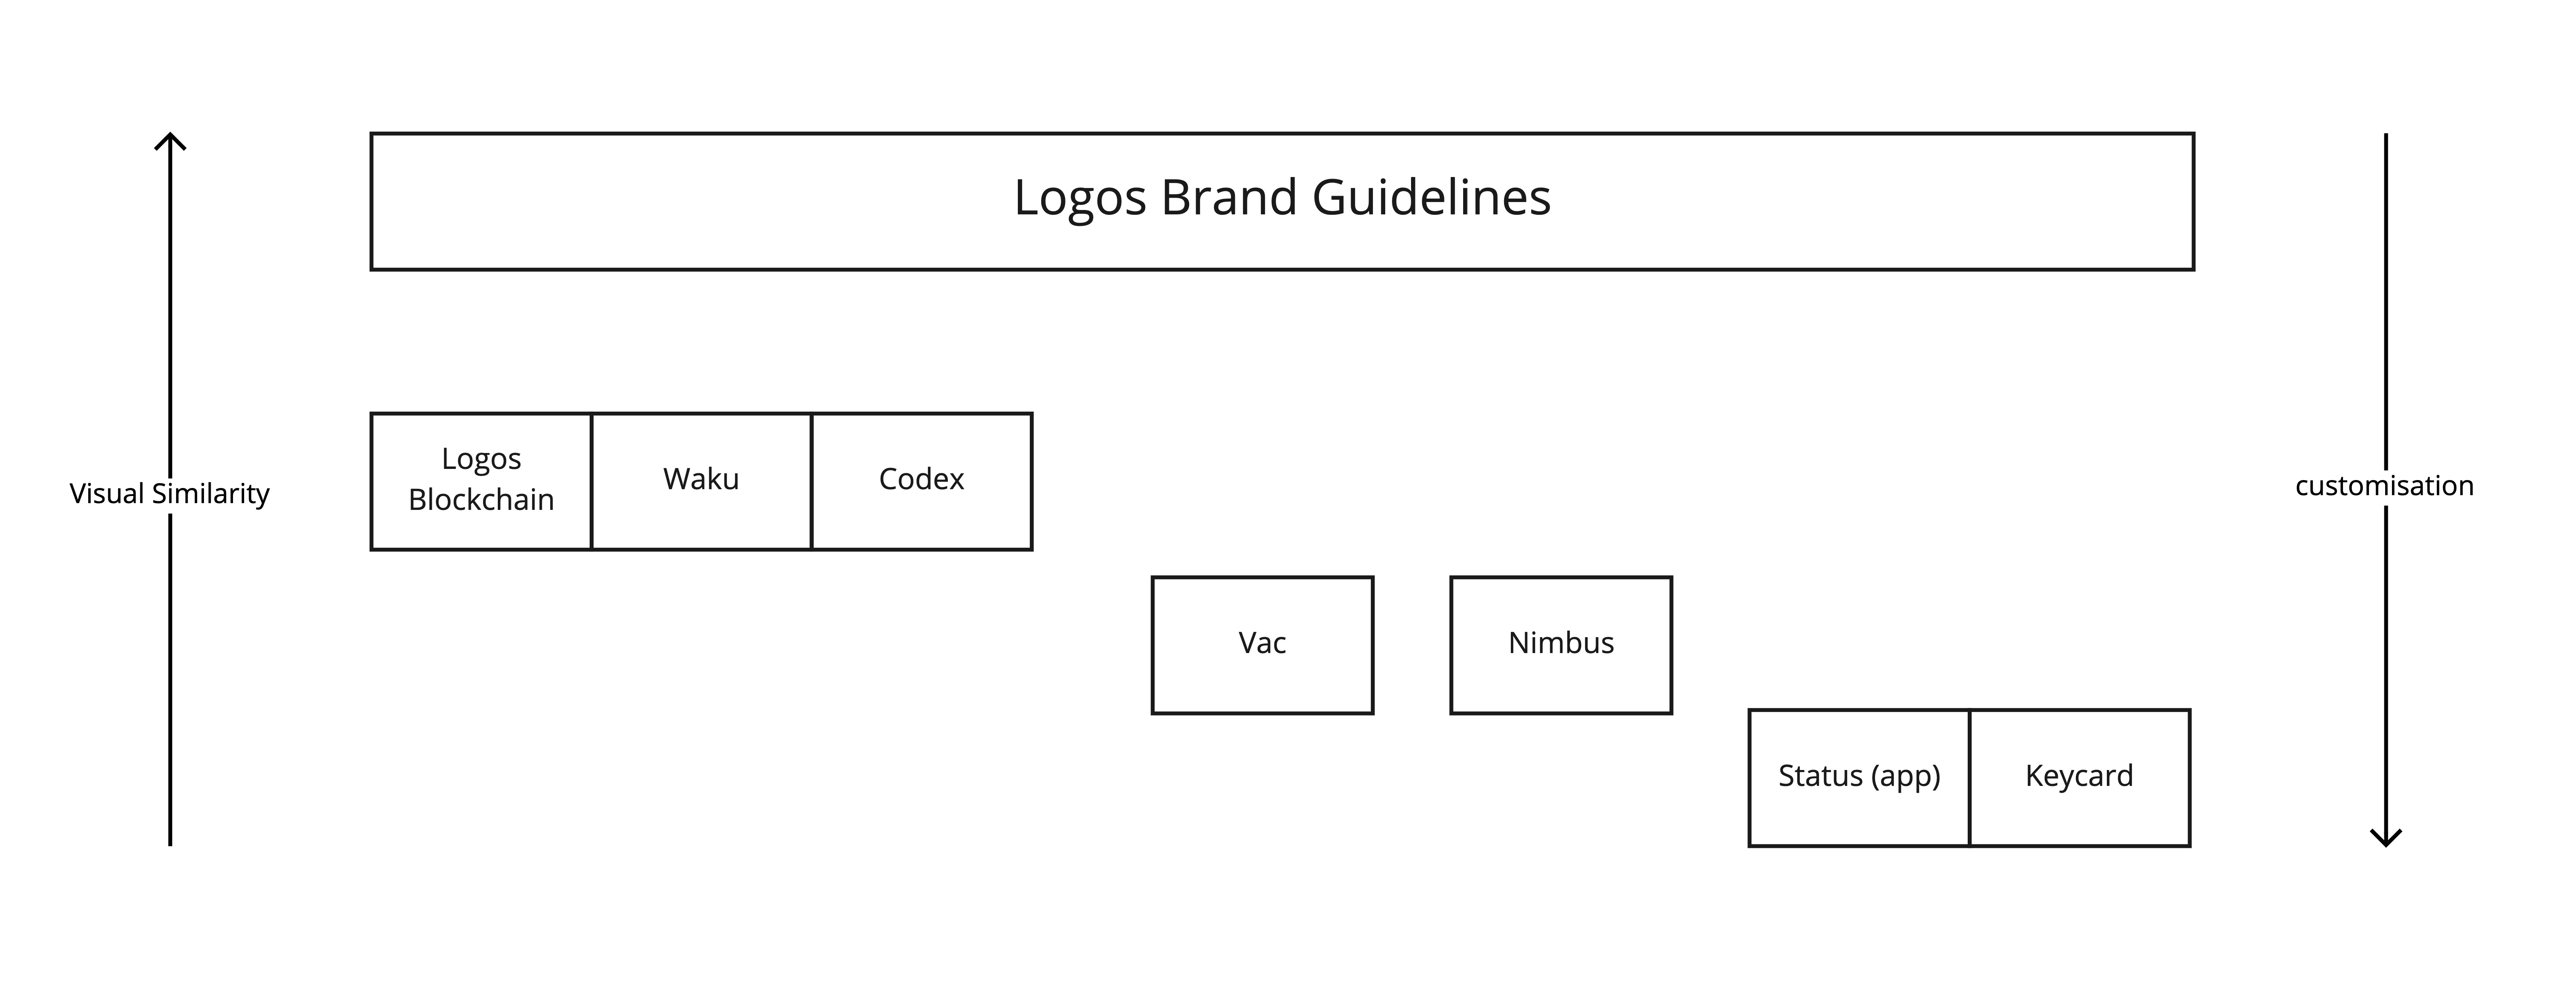 Logos Brand Guidelines
Logos
Blockchain
Waku
Codex
Visual Similarity
customisation
Vac
Nimbus
Status (app)
Keycard